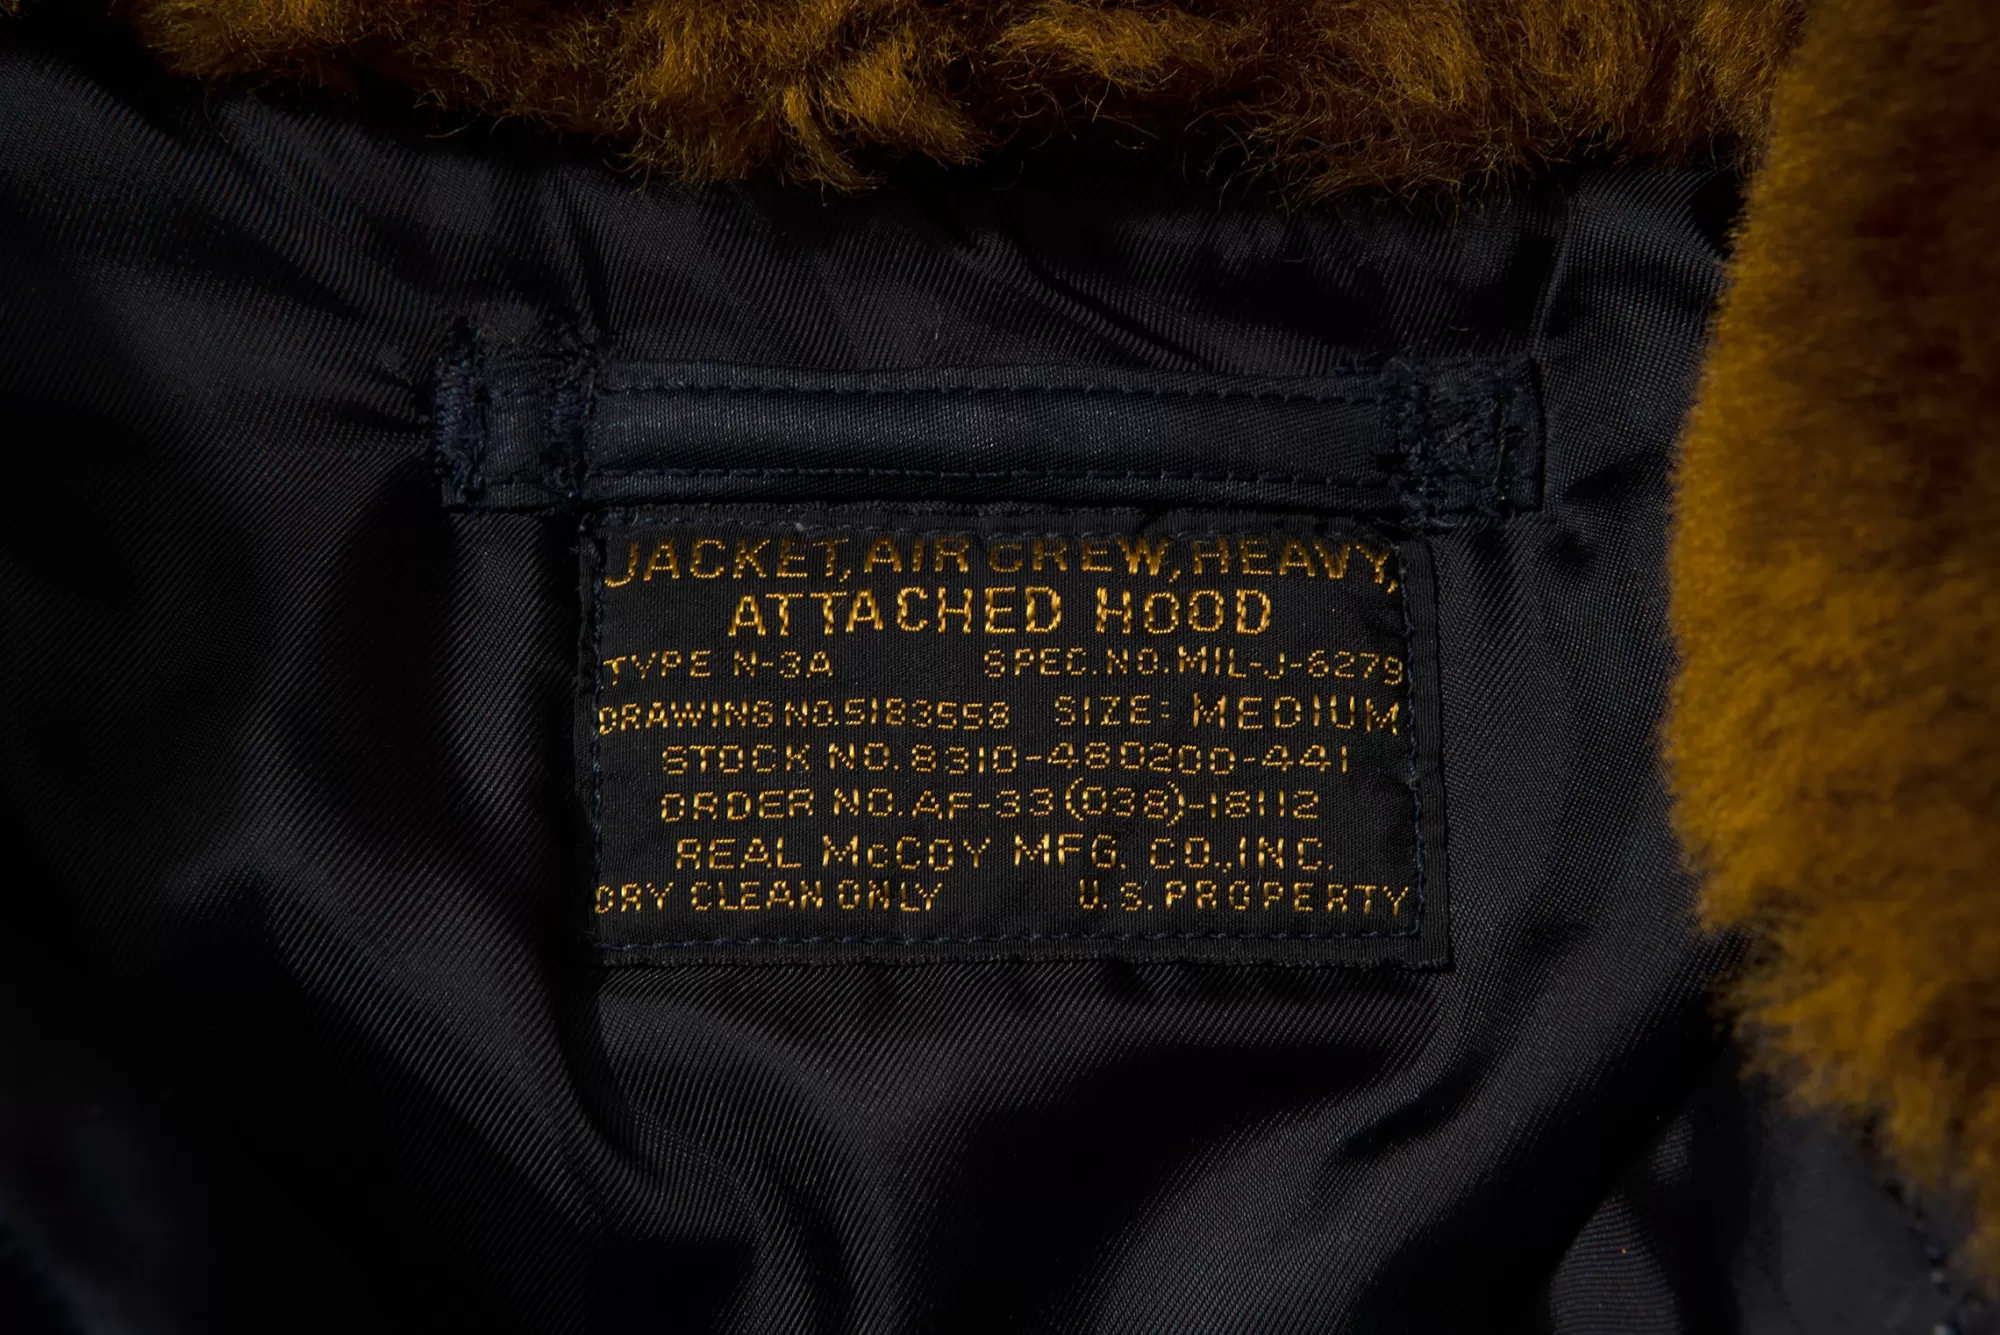 JACKET, AIR CREW, HEAVY,
ATTACHED HOOD
TYPE N-3A SPEC. NO. MIL-J-6279
DRAWING NO. 5183558 SIZE: MEDIUM
STOCK NO. 8310-480200-441
ORDER NO. AF-33(038)-18112
REAL McCOY MFG. CO., INC.
DRY CLEAN ONLY U.S. PROPERTY